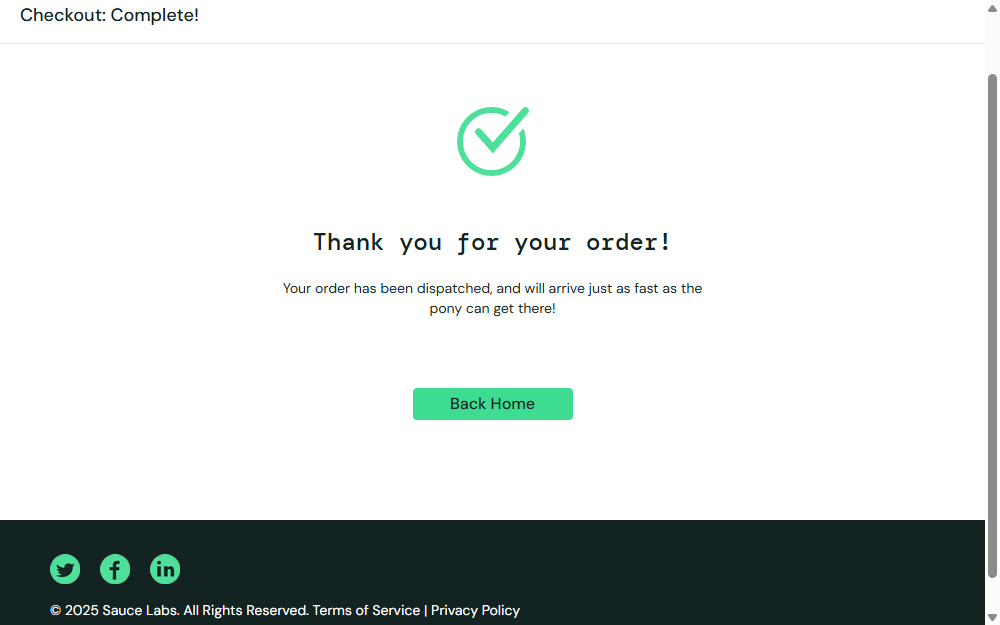 Checkout: Complete!
Thank you for your order!
Your order has been dispatched, and will arrive just as fast as the
pony can get there!
Back Home
© 2025 Sauce Labs. All Rights Reserved. Terms of Service | Privacy Policy